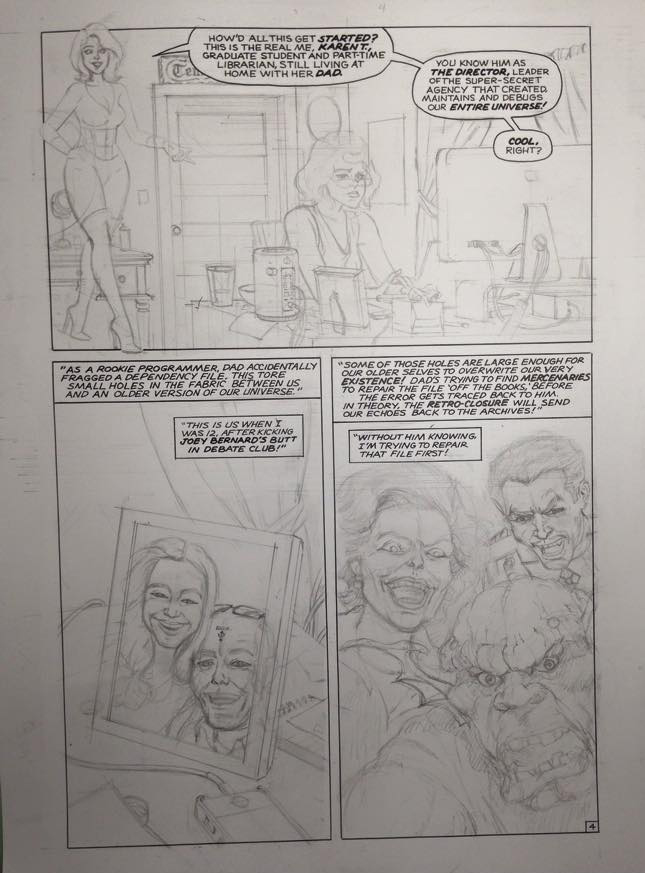 HOW'D ALL THIS GET STARTED?
THIS IS THE REAL ME, KAREN T.,
GRADUATE STUDENT AND PART-TIME
LIBRARIAN, STILL LIVING AT
HOME WITH HER DAD.
YOU KNOW HIM AS
THE DIRECTOR, LEADER
OF THE SUPER-SECRET
AGENCY THAT CREATED,
MAINTAINS AND DEBUGS
OUR ENTIRE UNIVERSE!
COOL,
RIGHT?
"AS A ROOKIE PROGRAMMER, DAD ACCIDENTALLY
FRAGGED A DEPENDENCY FILE. THIS TORE
SMALL HOLES IN THE FABRIC BETWEEN US
AND AN OLDER VERSION OF OUR UNIVERSE."
"THIS IS US WHEN I
WAS 12, AFTER KICKING
JOEY BERNARD'S BUTT
IN DEBATE CLUB!"
"SOME OF THOSE HOLES ARE LARGE ENOUGH FOR
OUR OLDER SELVES TO OVERWRITE OUR VERY
EXISTENCE! DAD'S TRYING TO FIND MERCENARIES
TO REPAIR THE FILE 'OFF THE BOOKS,' BEFORE
THE ERROR GETS TRACED BACK TO HIM.
IN THEORY, THE RETRO-CLOSURE WILL SEND
OUR ECHOES BACK TO THE ARCHIVES!"
"WITHOUT HIM KNOWING,
I'M TRYING TO REPAIR
THAT FILE FIRST!
4